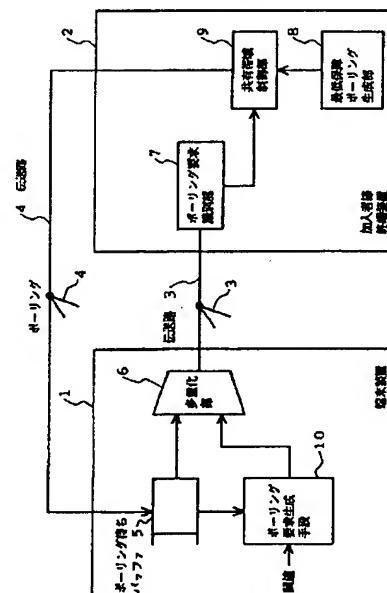 ポーリング
4 伝送路
4
2
1
共有帯域
制御部
9
ポーリング要求
識別部
7
最低保障
ポーリング
生成部
8
加入者線
終端装置
伝送路
3
3
多重化
部
6
ポーリング
バッファ 5
ポーリング
要求生成
手段
10
閾値
端末装置